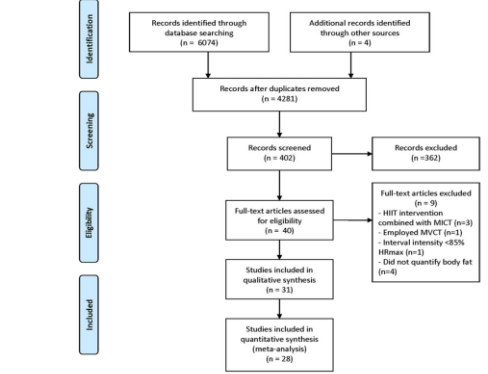 Identification
Records identified through
database searching
(n = 6074)
Additional records identified
through other sources
(n = 4)
Records after duplicates removed
(n = 4281)
Screening
Records screened
(n = 402)
Records excluded
(n =362)
Eligibility
Full-text articles assessed
for eligibility
(n = 40)
Full-text articles excluded
(n = 9)
- HIIT intervention
combined with MICT (n=3)
- Employed MVCT (n=1)
- Interval intensity <85%
HRmax (n=1)
- Did not quantify body fat
(n=4)
Studies included in
qualitative synthesis
(n = 31)
Included
Studies included in
quantitative synthesis
(meta-analysis)
(n = 28)